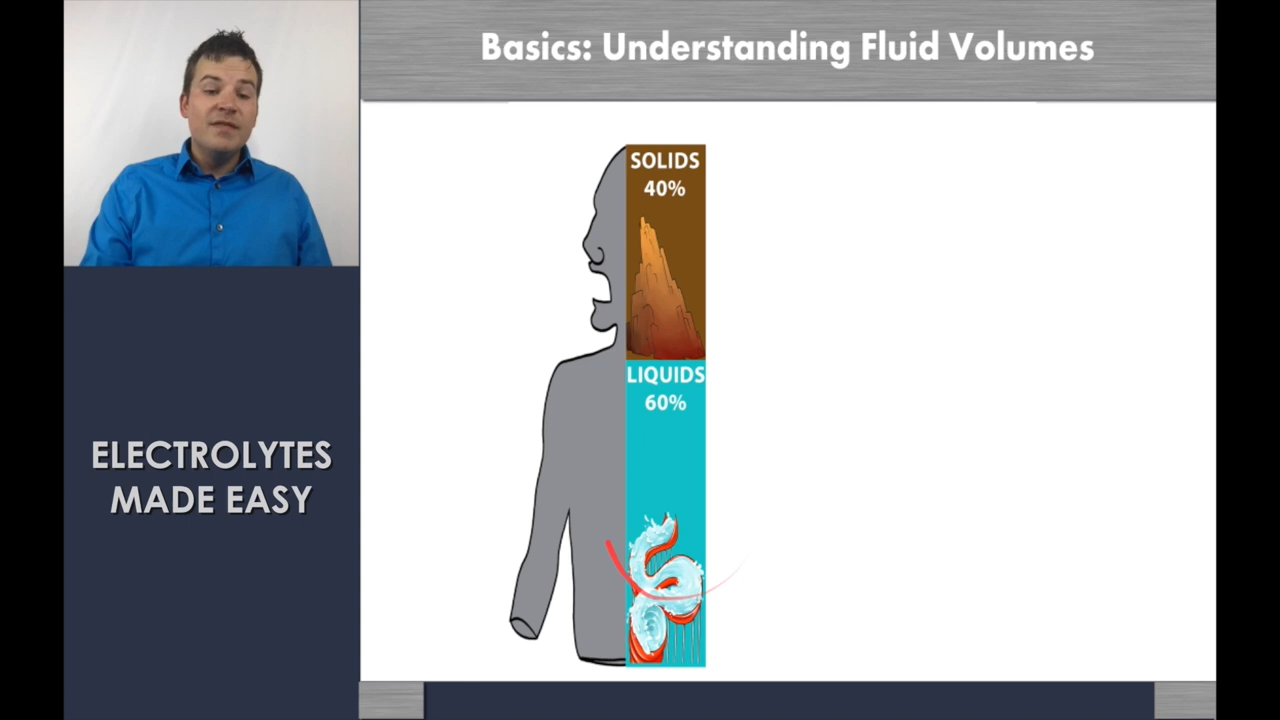 Basics: Understanding Fluid Volumes
SOLIDS
40%
LIQUIDS
60%
ELECTROLYTES
MADE EASY